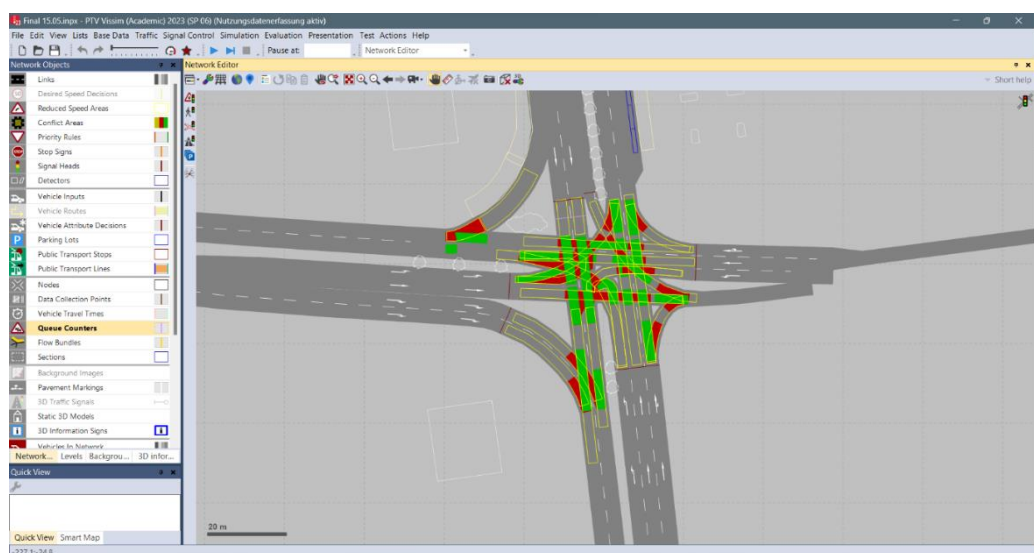 Final 15.05.inpx - PTV Vissim (Academic) 2023 (SP 06) (Nutzungsdatenerfassung aktiv)
File Edit View Lists Base Data Traffic Signal Control Simulation Evaluation Presentation Test Actions Help
Pause at: Network Editor
Network Objects
Links
Desired Speed Decisions
Reduced Speed Areas
Conflict Areas
Priority Rules
Stop Signs
Signal Heads
Detectors
Vehicle Inputs
Vehicle Routes
Vehicle Attribute Decisions
Parking Lots
Public Transport Stops
Public Transport Lines
Nodes
Data Collection Points
Vehicle Travel Times
Queue Counters
Flow Bundles
Sections
Background Images
Pavement Markings
3D Traffic Signals
Static 3D Models
3D Information Signs
Vehicles In Network
Network... Levels Backgrou... 3D infor...
Quick View
Quick View Smart Map
Network Editor
Short help
20 m